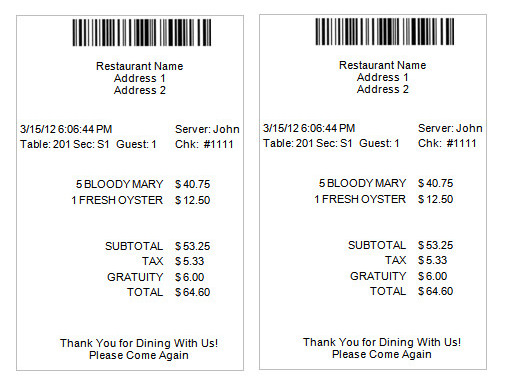 Restaurant Name
Address 1
Address 2
3/15/12 6:06:44 PM Server: John
Table: 201 Sec: S1 Guest: 1 Chk: #1111
5 BLOODY MARY $ 40.75
1 FRESH OYSTER $ 12.50
SUBTOTAL $ 53.25
TAX $ 5.33
GRATUITY $ 6.00
TOTAL $ 64.60
Thank You for Dining With Us!
Please Come Again
Restaurant Name
Address 1
Address 2
3/15/12 6:06:44 PM Server: John
Table: 201 Sec: S1 Guest: 1 Chk: #1111
5 BLOODY MARY $ 40.75
1 FRESH OYSTER $ 12.50
SUBTOTAL $ 53.25
TAX $ 5.33
GRATUITY $ 6.00
TOTAL $ 64.60
Thank You for Dining With Us!
Please Come Again